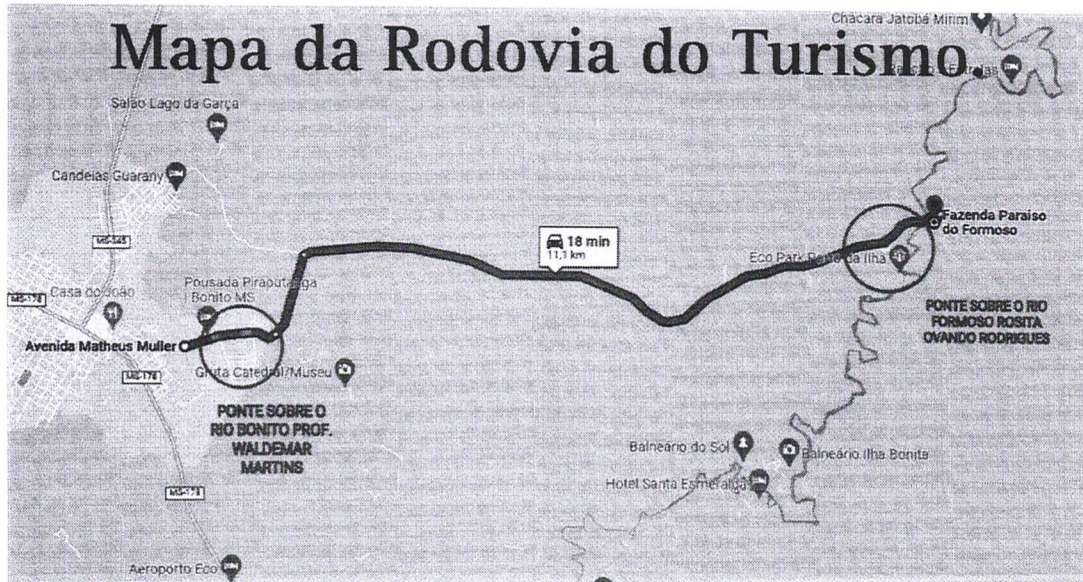 Chácara Jatobá Mirim
Mapa da Rodovia do Turismo.
Salão Lago da Garça
Candeias Guarany
MS-345
18 min
11,1 km
Fazenda Paraíso
do Formoso
Eco Park Porto da Ilha
Pousada Piraputanga
| Bonito MS
MS-178
Casa do João
Avenida Matheus Muller
MS-178
Gruta Catedral/Museu
PONTE SOBRE O RIO
FORMOSO ROSITA
OVANDO RODRIGUES
PONTE SOBRE O
RIO BONITO PROF.
WALDEMAR
MARTINS
Balneário do Sol
Balneário Ilha Bonita
Hotel Santa Esmeralda
MS-178
Aeroporto Eco